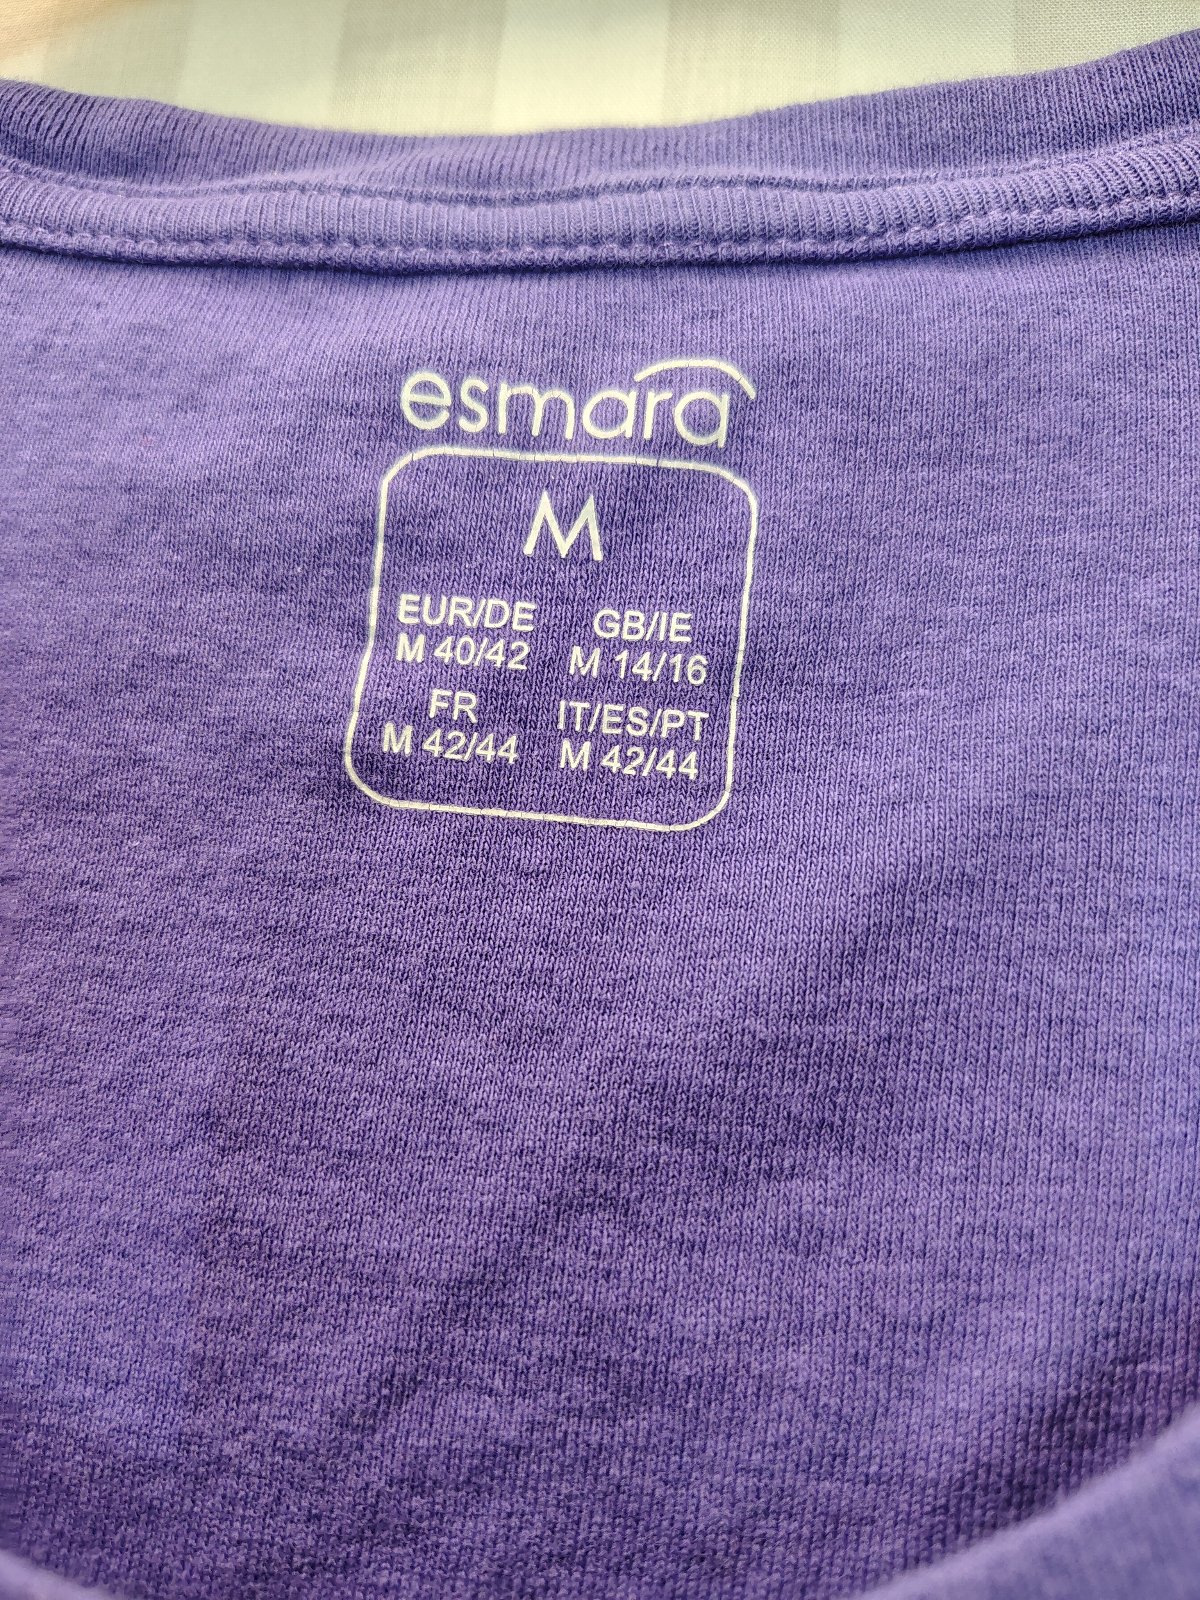 esmara
M
EUR/DE GB/IE
M 40/42 M 14/16
FR IT/ES/PT
M 42/44 M 42/44